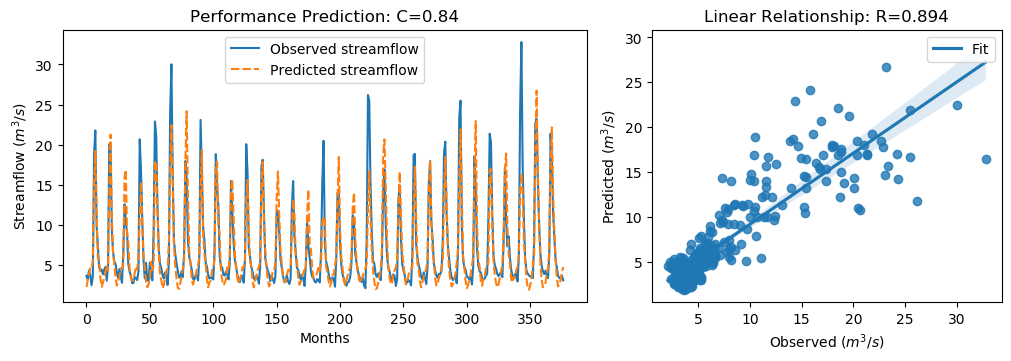 Performance Prediction: C=0.84
Observed streamflow
Predicted streamflow
Streamflow (m³/s)
30
25
20
15
10
5
0
50
100
150
200
250
300
350
Months
Linear Relationship: R=0.894
Fit
Predicted (m³/s)
30
25
20
15
10
5
5
10
15
20
25
30
Observed (m³/s)